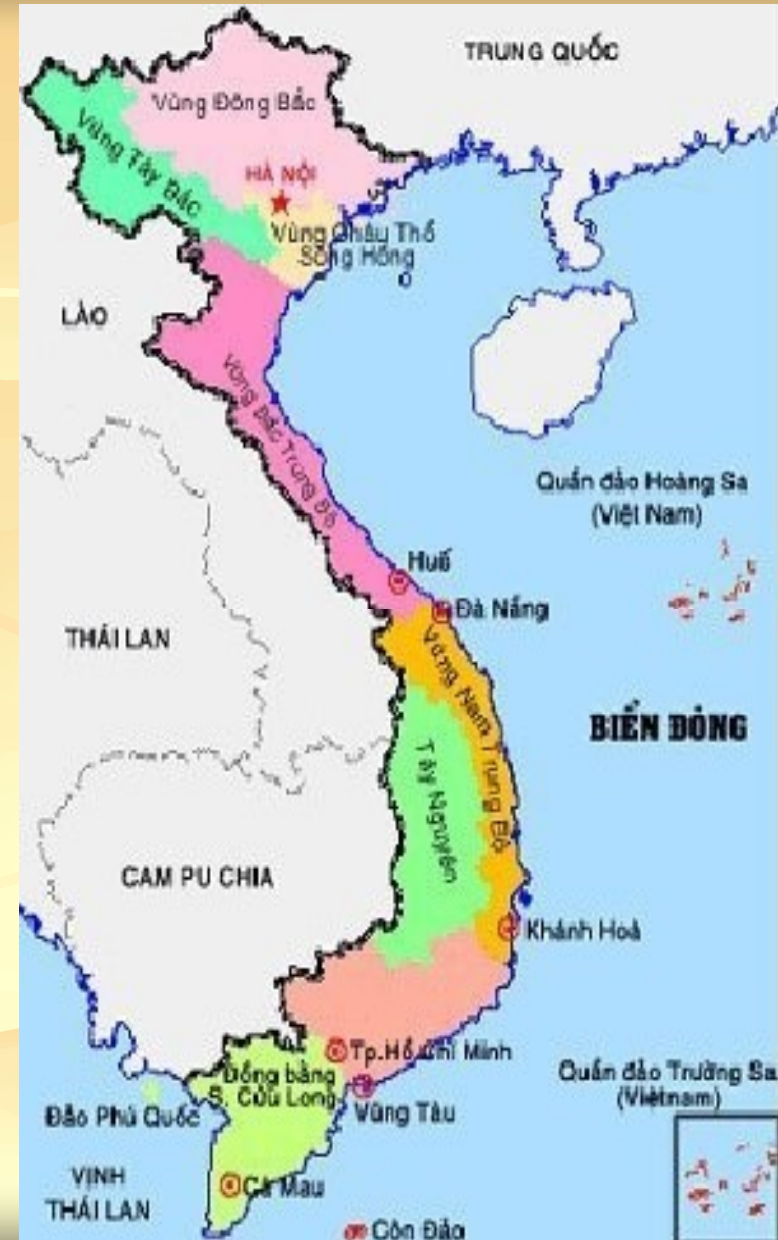 TRUNG QUỐC
Vùng Đông Bắc
Vùng Tây Bắc
HÀ NỘI
Vùng Châu Thổ
Sông Hồng
LÀO
Vùng Bắc Trung Bộ
Quần đảo Hoàng Sa
(Việt Nam)
Huế
Đà Nẵng
THÁI LAN
Vùng Nam Trung Bộ
BIỂN ĐÔNG
Tây Nguyên
CAM PU CHIA
Khánh Hoà
Tp.Hồ Chí Minh
Đồng bằng
S. Cửu Long
Quần đảo Trường Sa
(Việtnam)
Đảo Phú Quốc
Vũng Tàu
VỊNH
THÁI LAN
Cà Mau
Côn Đảo